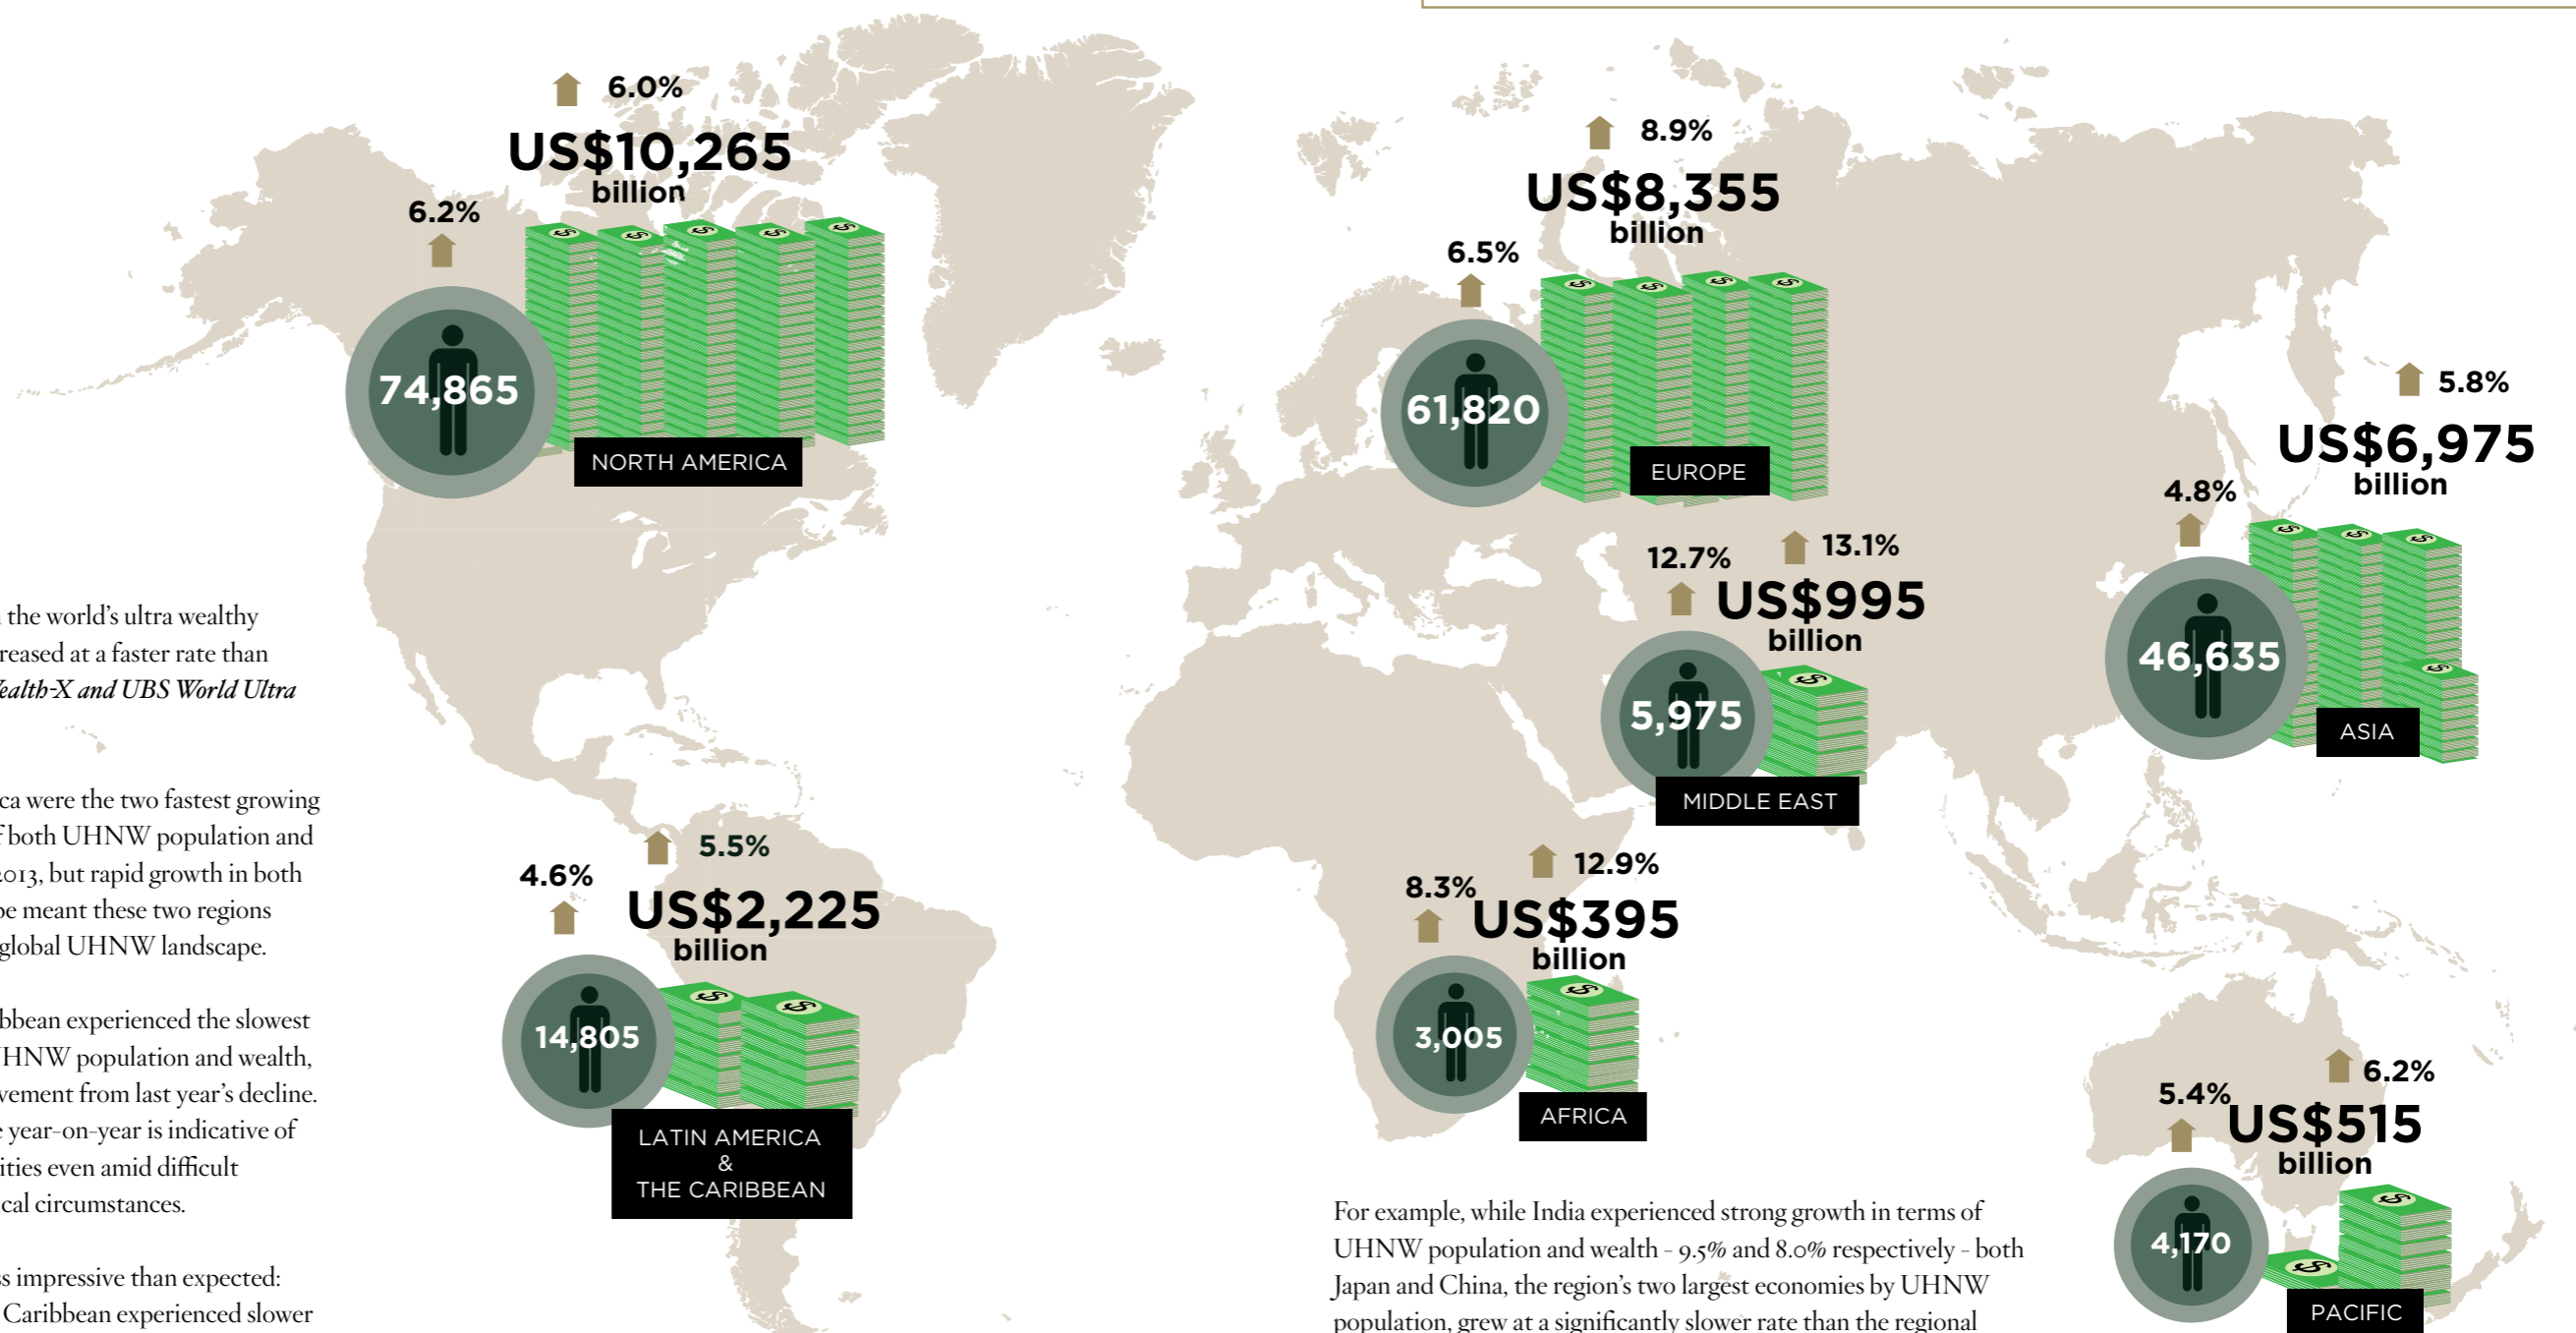 6.0%
US$10,265
billion
6.2%
74,865
NORTH AMERICA
8.9%
US$8,355
billion
6.5%
61,820
EUROPE
5.8%
US$6,975
billion
4.8%
46,635
ASIA
12.7%
13.1%
US$995
billion
5,975
MIDDLE EAST
5.5%
4.6%
US$2,225
billion
14,805
LATIN AMERICA
&
THE CARIBBEAN
12.9%
8.3%
US$395
billion
3,005
AFRICA
6.2%
5.4%
US$515
billion
4,170
PACIFIC
the world's ultra wealthy
reased at a faster rate than
ealth-X and UBS World Ultra
ca were the two fastest growing
f both UHNW population and
2013, but rapid growth in both
pe meant these two regions
global UHNW landscape.
bbean experienced the slowest
HNW population and wealth,
vement from last year's decline.
e year-on-year is indicative of
ities even amid difficult
ical circumstances.
ss impressive than expected:
Caribbean experienced slower
For example, while India experienced strong growth in terms of
UHNW population and wealth - 9.5% and 8.0% respectively - both
Japan and China, the region's two largest economies by UHNW
population, grew at a significantly slower rate than the regional